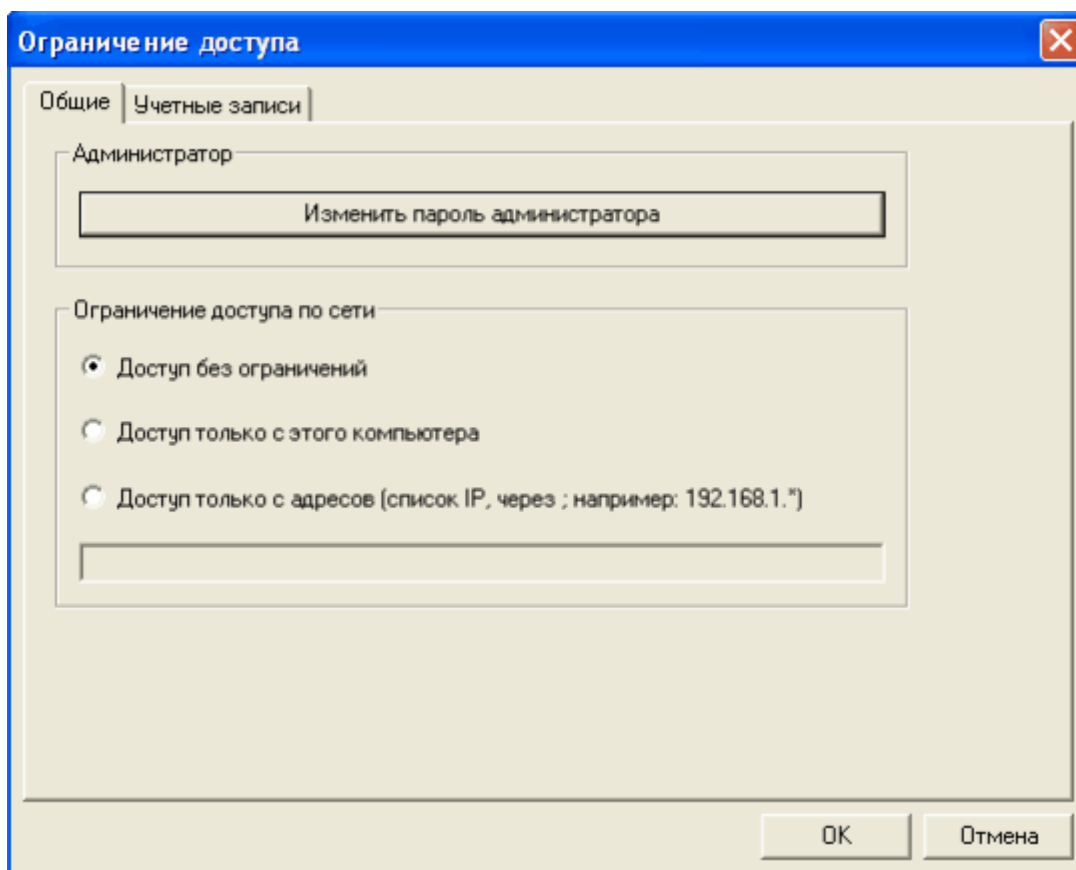 Ограничение доступа
Общие
Учетные записи
Администратор
Изменить пароль администратора
Ограничение доступа по сети
Доступ без ограничений
Доступ только с этого компьютера
Доступ только с адресов (список IP, через ; например: 192.168.1.*)
OK
Отмена